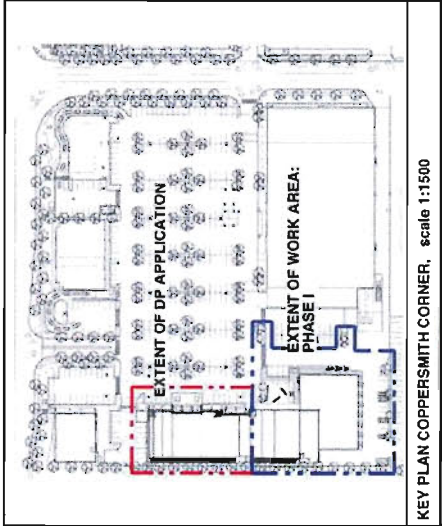 EXTENT OF DP APPLICATION
EXTENT OF WORK AREA:
PHASE I
KEY PLAN COPPERSMITH CORNER, scale 1:1500